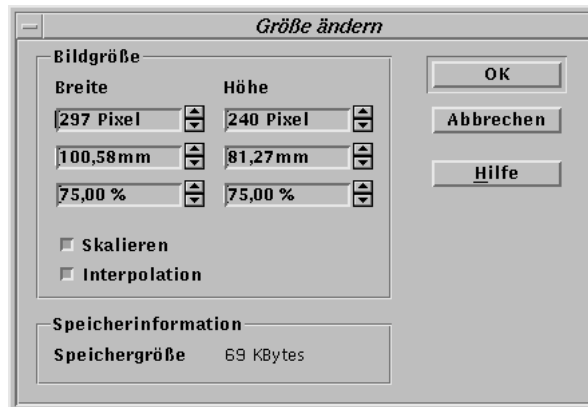 Größe ändern
Bildgröße
Breite Höhe
297 Pixel 240 Pixel
100,58mm 81,27mm
75,00 % 75,00 %
Skalieren
Interpolation
Speicherinformation
Speichergröße 69 KBytes
OK
Abbrechen
Hilfe